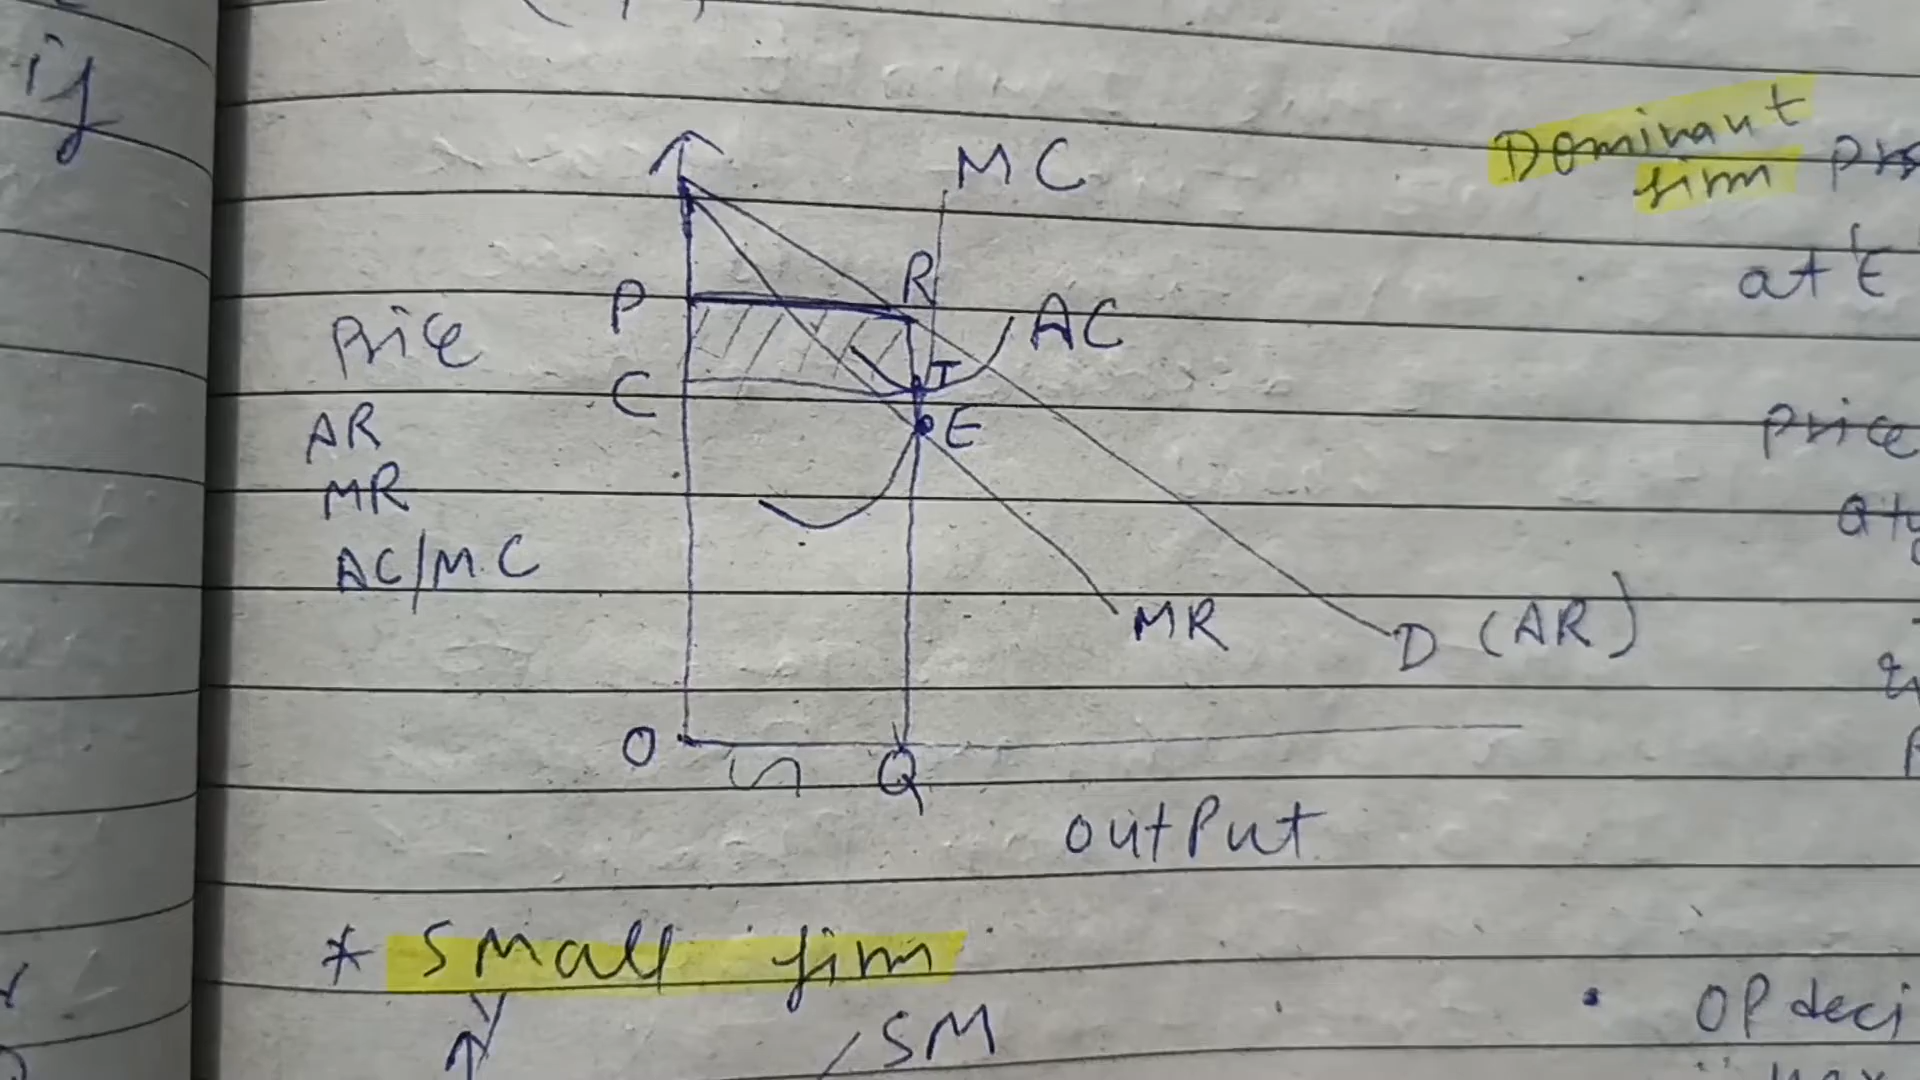 if
Dominant
firm
at E
MC
R
P
AC
Price
C
T
E
AR
MR
AC/MC
price
MR
D (AR)
O
Q
output
* Small firm
Y
SM
• OP deci